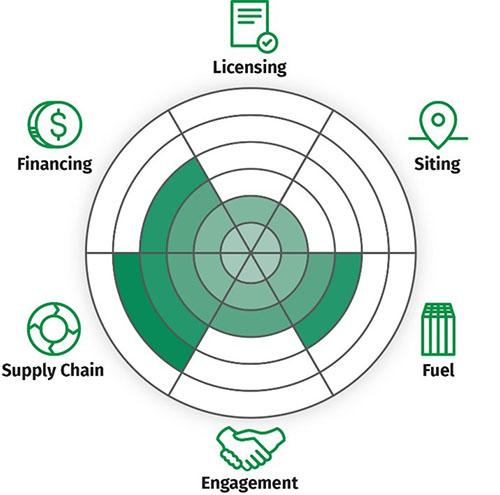 Licensing
Financing
$
Siting
Supply Chain
Fuel
Engagement